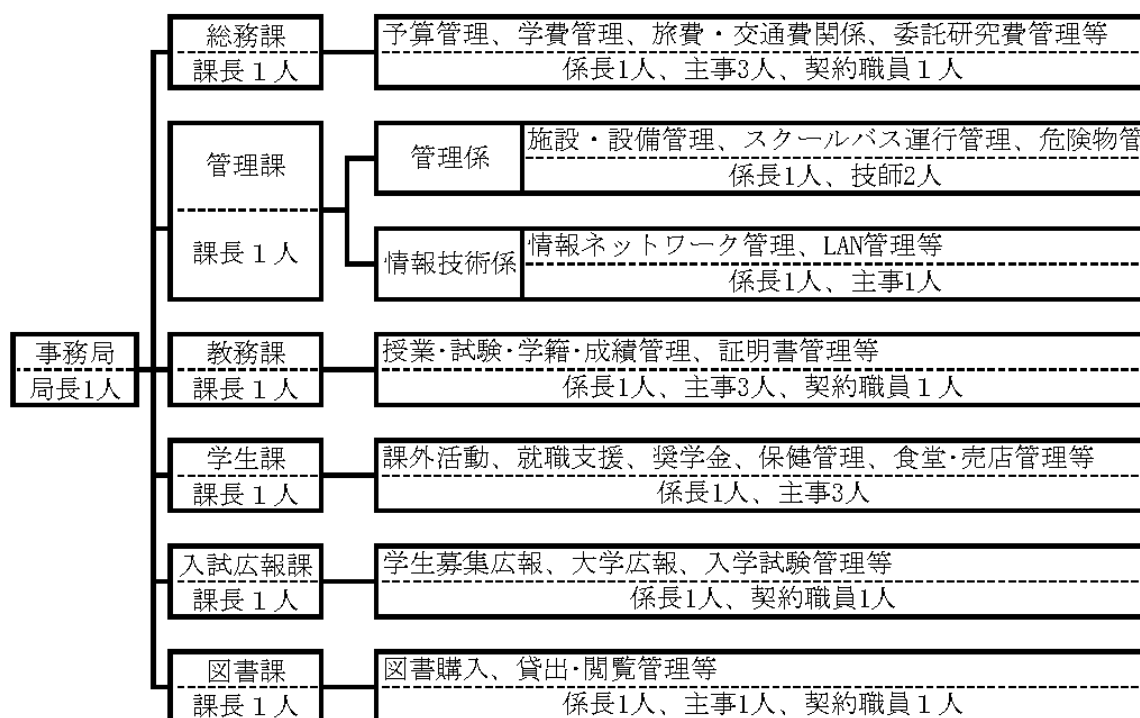 総務課
課長１人
予算管理、学費管理、旅費・交通費関係、委託研究費管理等
係長1人、主事3人、契約職員１人
管理課
課長１人
管理係
施設・設備管理、スクールバス運行管理、危険物管
係長1人、技師2人
情報技術係
情報ネットワーク管理、LAN管理等
係長1人、主事1人
事務局
局長1人
教務課
課長１人
授業･試験･学籍･成績管理、証明書管理等
係長1人、主事3人、契約職員１人
学生課
課長１人
課外活動、就職支援、奨学金、保健管理、食堂･売店管理等
係長1人、主事3人
入試広報課
課長１人
学生募集広報、大学広報、入学試験管理等
係長1人、契約職員1人
図書課
課長１人
図書購入、貸出･閲覧管理等
係長1人、主事1人、契約職員１人